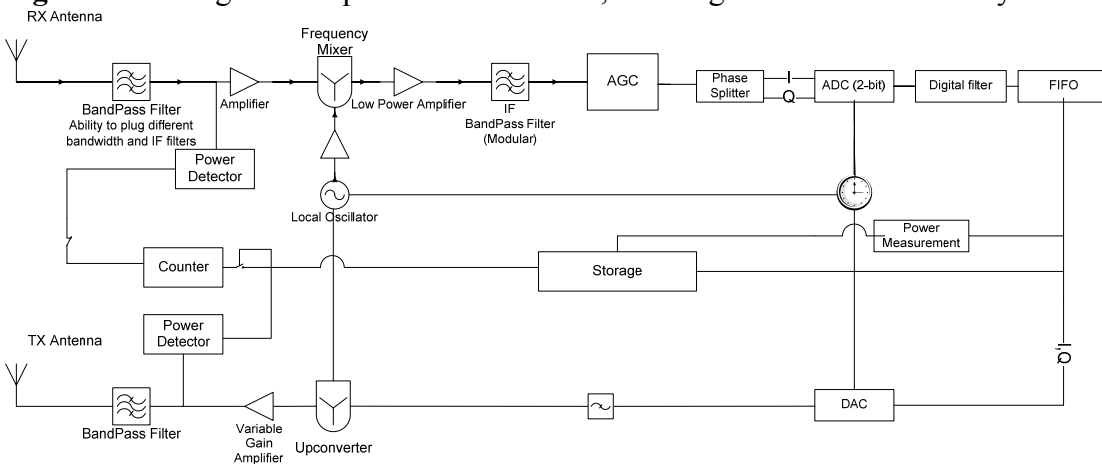 RX Antenna
BandPass Filter
Ability to plug different
bandwidth and IF filters
Amplifier
Frequency
Mixer
Low Power Amplifier
IF
BandPass Filter
(Modular)
AGC
Phase
Splitter
I
Q
ADC (2-bit)
Digital filter
FIFO
Power
Detector
Local Oscillator
Power
Measurement
Counter
Storage
Power
Detector
TX Antenna
I,Q
BandPass Filter
Variable
Gain
Amplifier
Upconverter
DAC